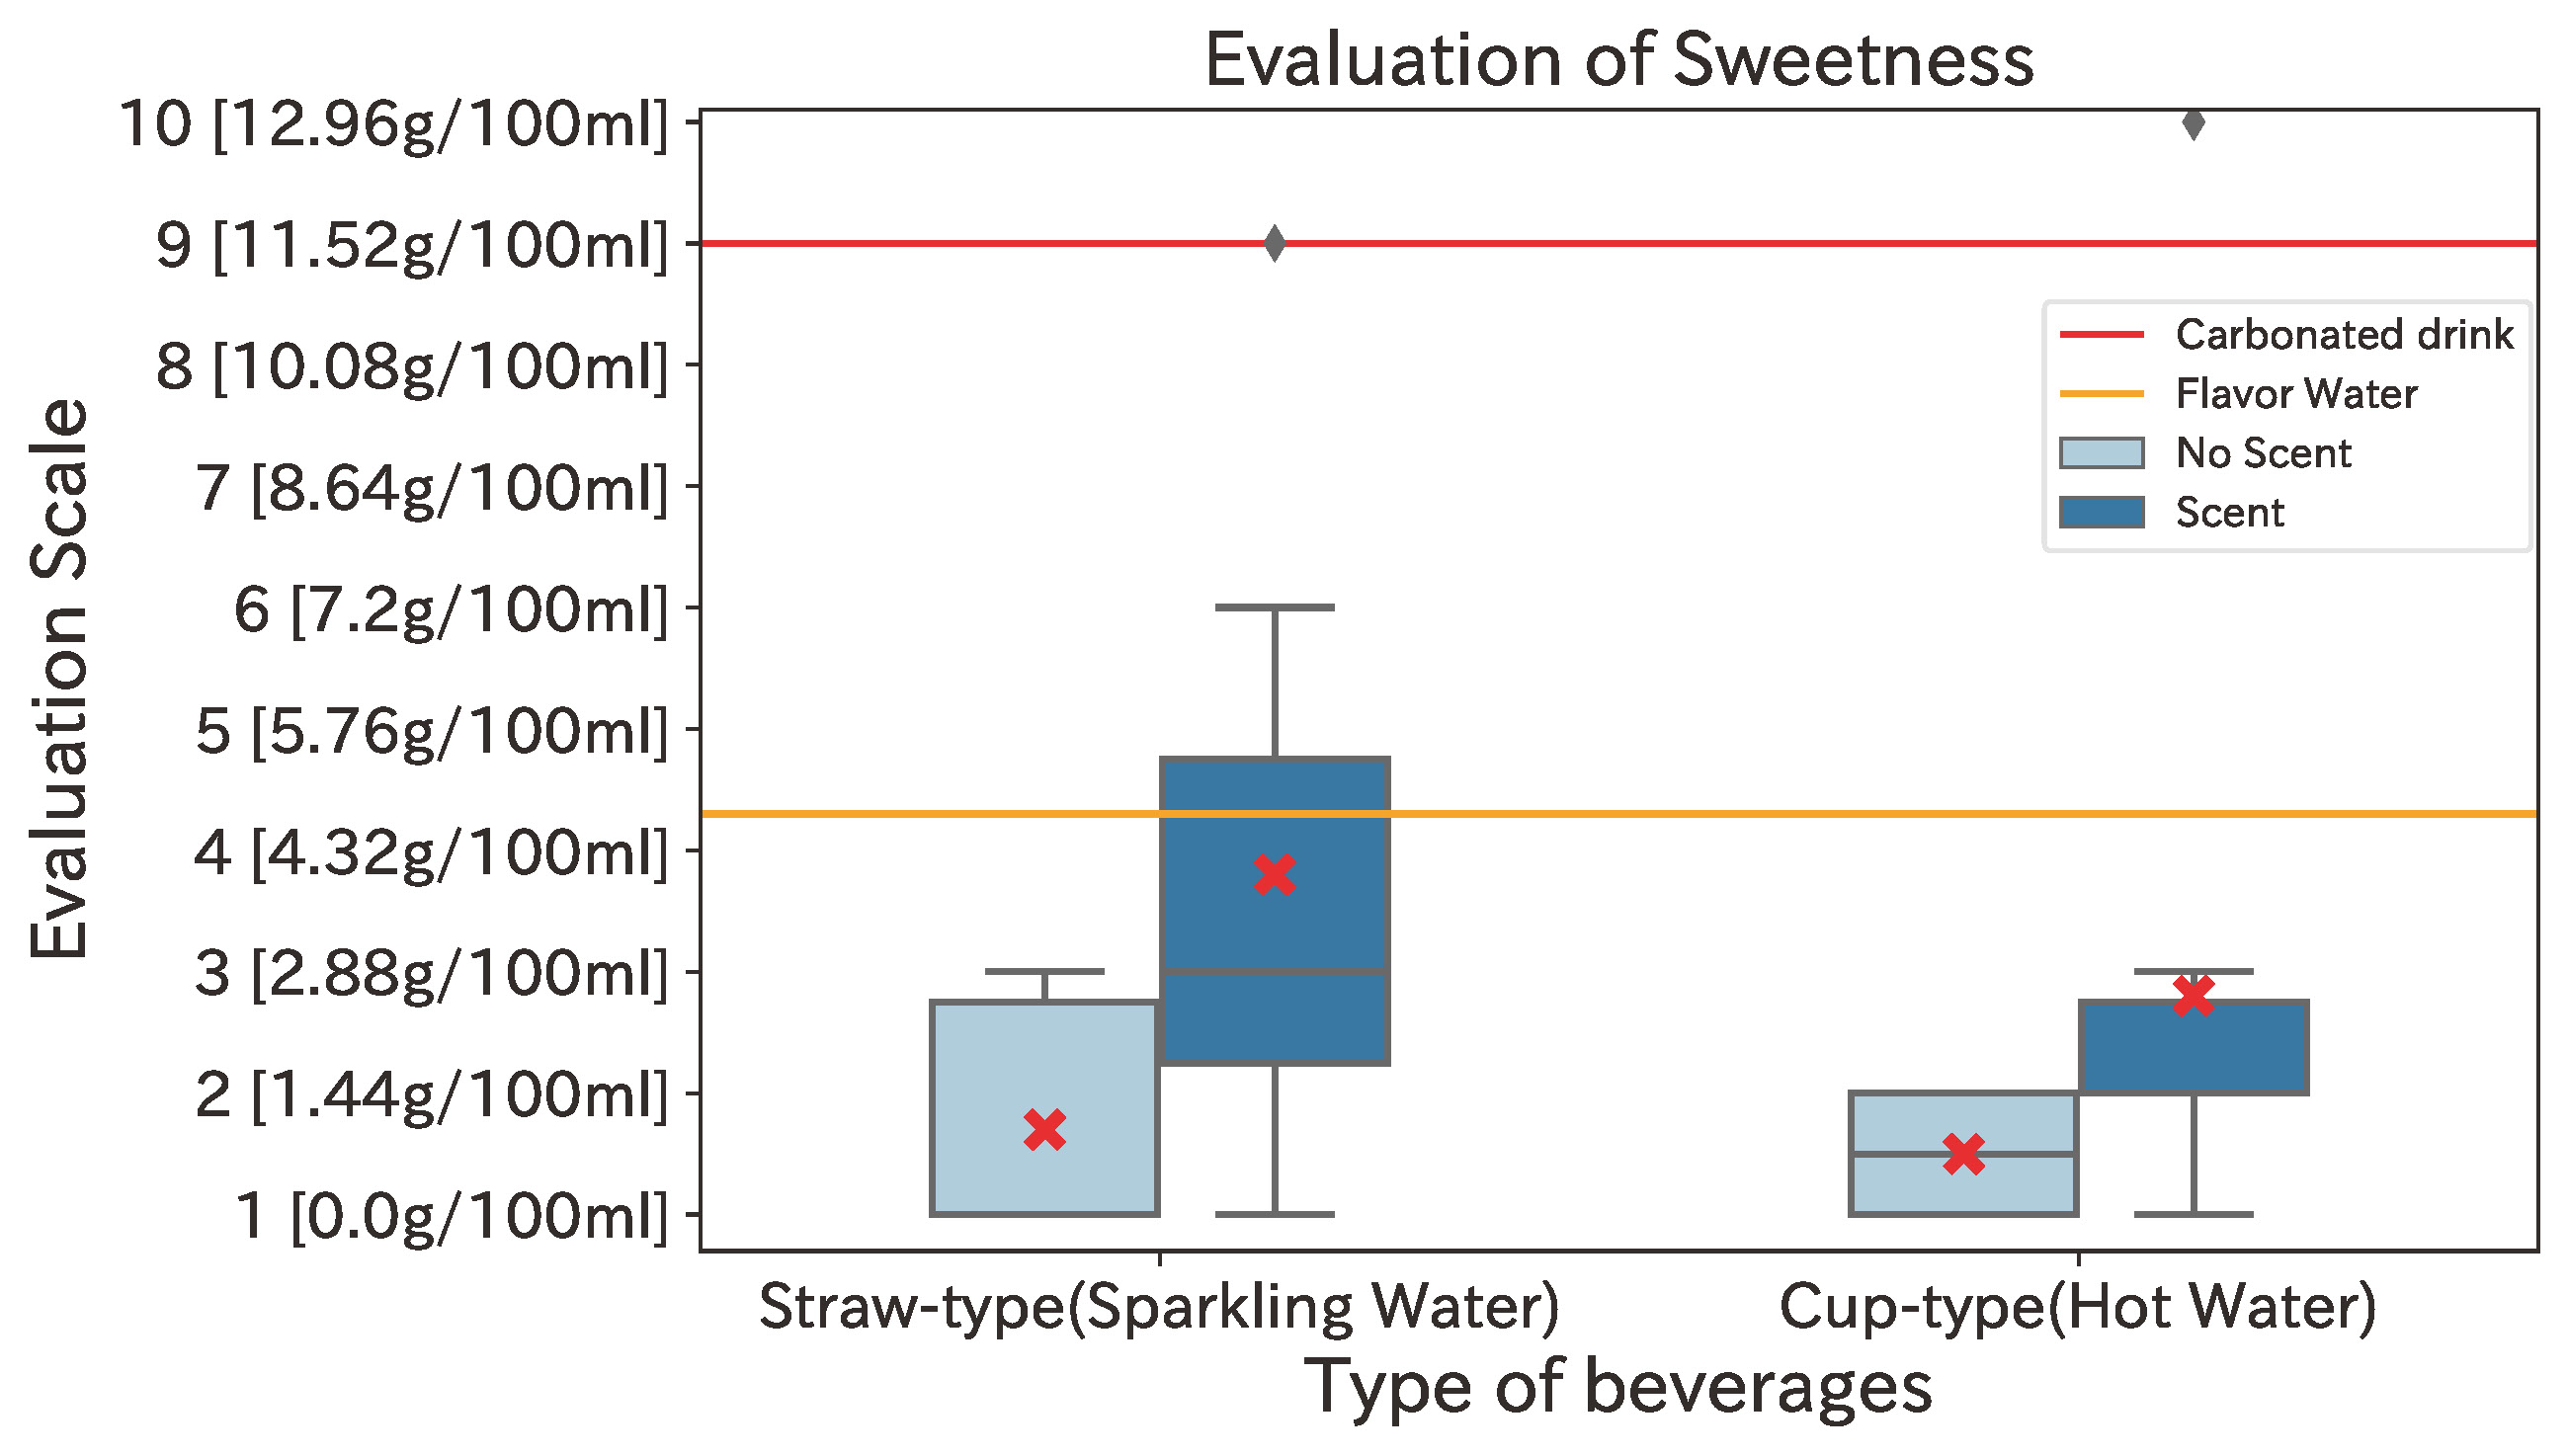 Evaluation of Sweetness
Evaluation Scale
10 [12.96g/100ml]
9 [11.52g/100ml]
8 [10.08g/100ml]
7 [8.64g/100ml]
6 [7.2g/100ml]
5 [5.76g/100ml]
4 [4.32g/100ml]
3 [2.88g/100ml]
2 [1.44g/100ml]
1 [0.0g/100ml]
Carbonated drink
Flavor Water
No Scent
Scent
Straw-type(Sparkling Water)
Cup-type(Hot Water)
Type of beverages